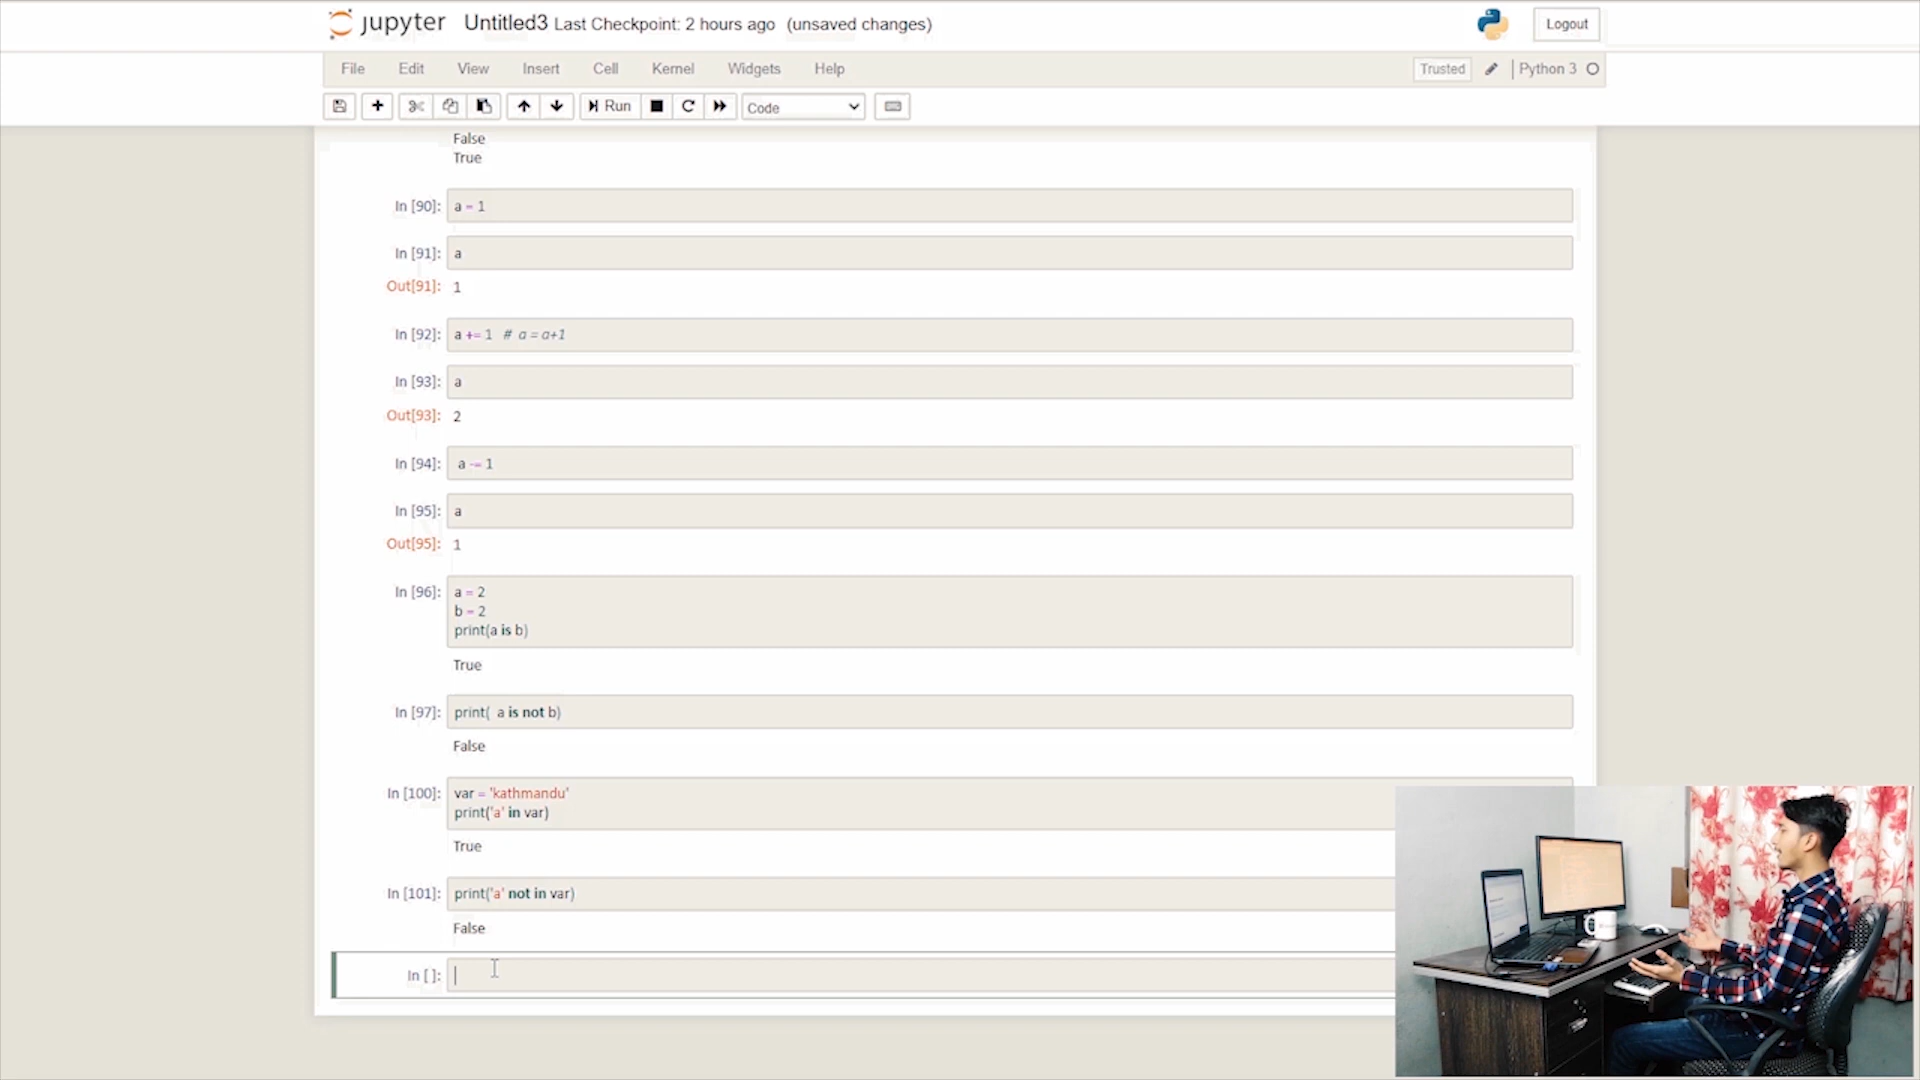 jupyter Untitled3 Last Checkpoint: 2 hours ago (unsaved changes) Logout
File Edit View Insert Cell Kernel Widgets Help Trusted Python 3
Run Code
False
True
In [90]: a = 1
In [91]: a
Out[91]: 1
In [92]: a += 1 # a = a+1
In [93]: a
Out[93]: 2
In [94]: a -= 1
In [95]: a
Out[95]: 1
In [96]: a = 2
b = 2
print(a is b)
True
In [97]: print( a is not b)
False
In [100]: var = 'kathmandu'
print('a' in var)
True
In [101]: print('a' not in var)
False
In [ ]: